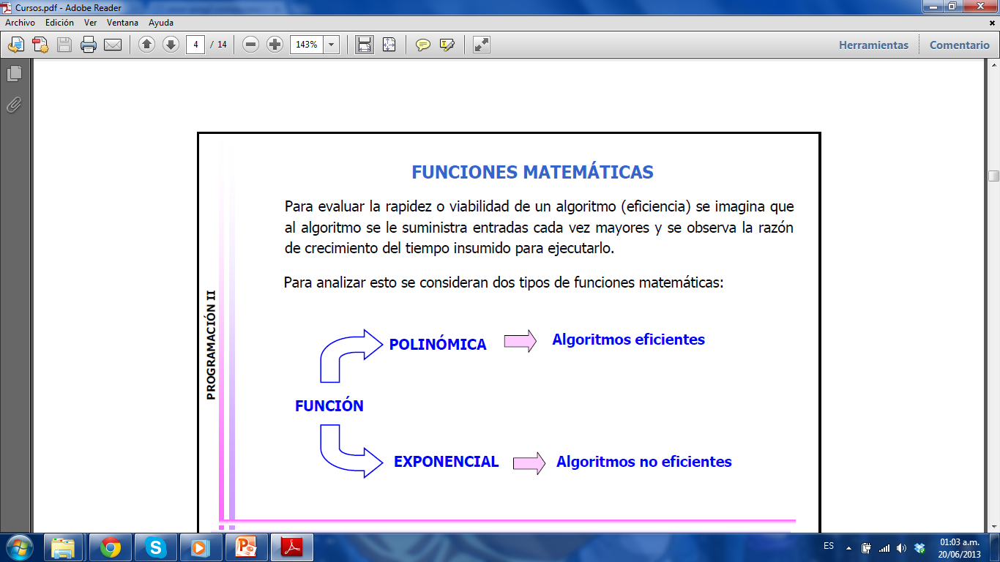 Cursos.pdf - Adobe Reader
Archivo Edición Ver Ventana Ayuda
4 / 14 143% Herramientas Comentario
FUNCIONES MATEMÁTICAS
Para evaluar la rapidez o viabilidad de un algoritmo (eficiencia) se imagina que
al algoritmo se le suministra entradas cada vez mayores y se observa la razón
de crecimiento del tiempo insumido para ejecutarlo.
Para analizar esto se consideran dos tipos de funciones matemáticas:
PROGRAMACIÓN II
POLINÓMICA Algoritmos eficientes
FUNCIÓN
EXPONENCIAL Algoritmos no eficientes
ES 01:03 a.m.
20/06/2013